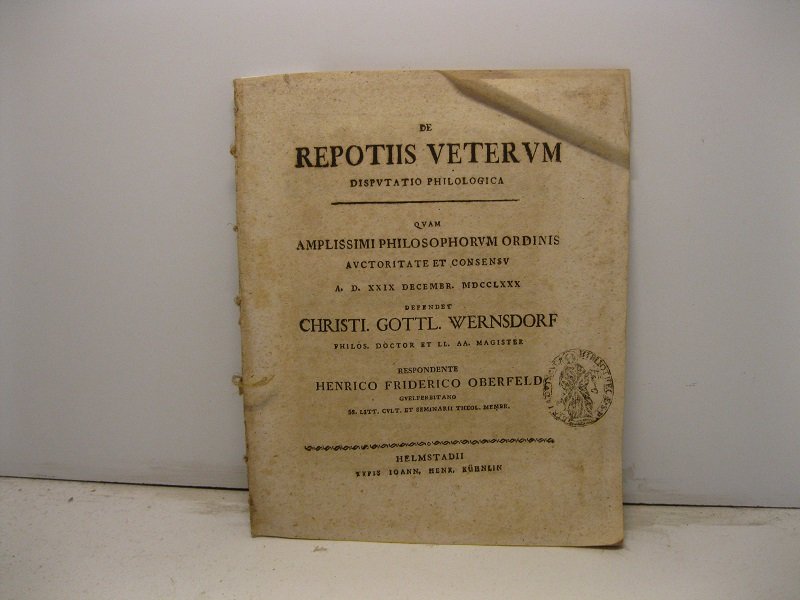 DE
REPOTIIS VETERVM
DISPVTATIO PHILOLOGICA
QVAM
AMPLISSIMI PHILOSOPHORVM ORDINIS
AVCTORITATE ET CONSENSV
A. D. XXIX DECEMBR. MDCCLXXX
DEFENDET
CHRISTI. GOTTL. WERNSDORF
PHILOS. DOCTOR ET LL. AA. MAGISTER
RESPONDENTE
HENRICO FRIDERICO OBERFELD
GVELFERBITANO
SS. LITT. CVLT. ET SEMINARII THEOL. MEMBR.
HELMSTADII
TYPIS IOANN. HENR. KÜHNLIN